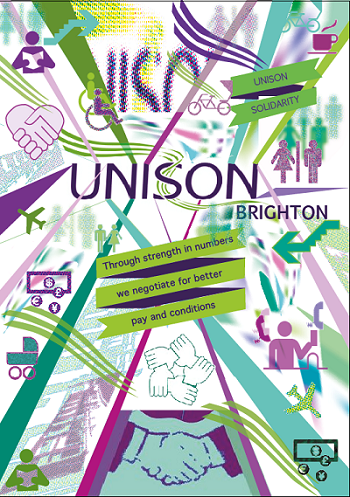 UNISON
SOLIDARITY
UNISON
BRIGHTON
Through strength in numbers
we negotiate for better
pay and conditions